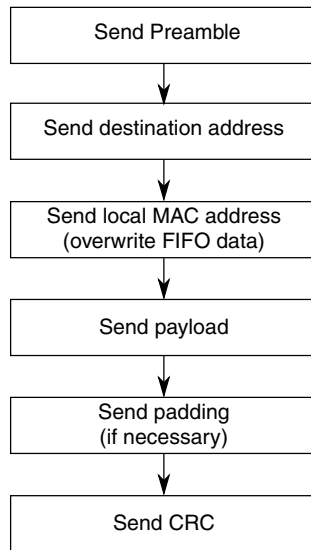 Send Preamble
Send destination address
Send local MAC address
(overwrite FIFO data)
Send payload
Send padding
(if necessary)
Send CRC